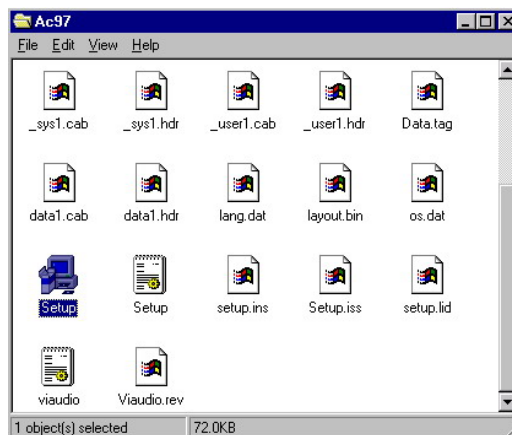 Ac97
File Edit View Help
_sys1.cab _sys1.hdr _user1.cab _user1.hdr Data.tag
data1.cab data1.hdr lang.dat layout.bin os.dat
Setup Setup setup.ins Setup.iss setup.lid
viaudio Viaudio.rev
1 object(s) selected 72.0KB